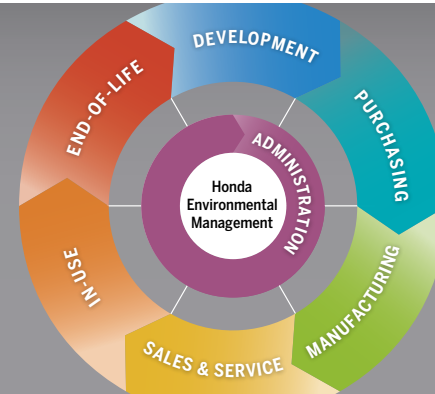 DEVELOPMENT
PURCHASING
MANUFACTURING
SALES & SERVICE
IN-USE
END-OF-LIFE
ADMINISTRATION
Honda
Environmental
Management